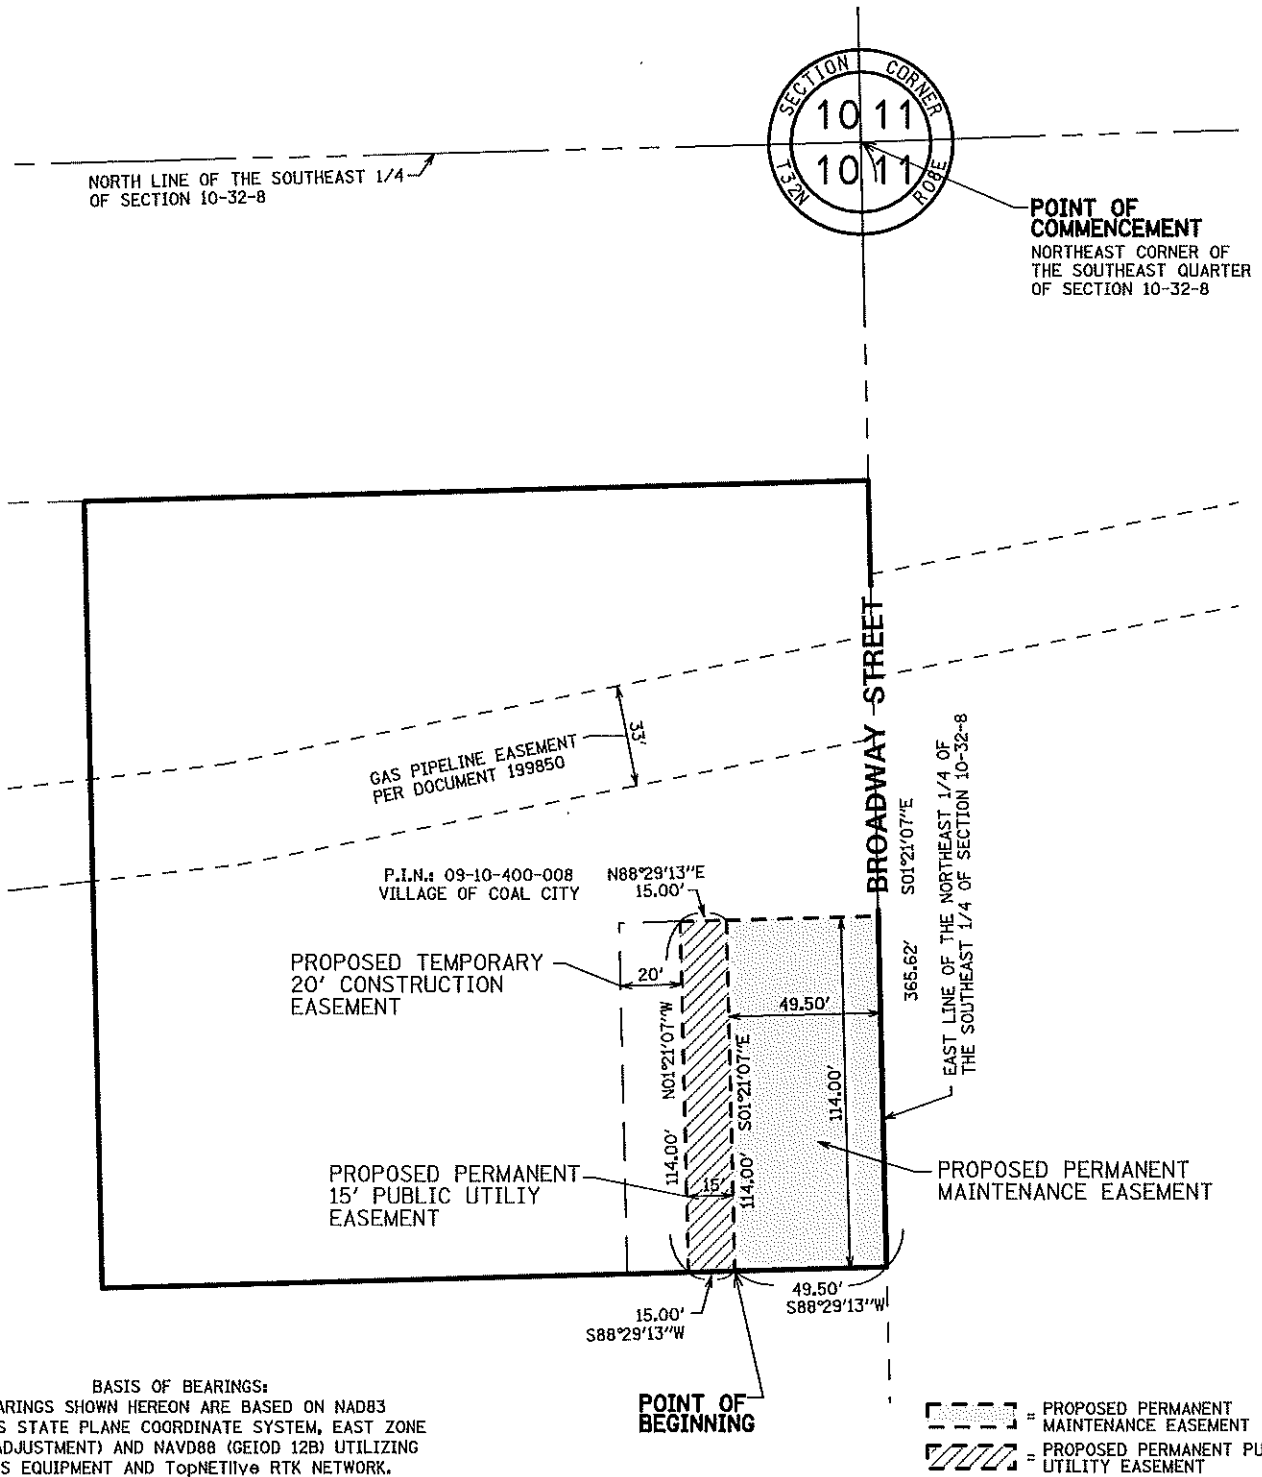 SECTION CORNER
10 11
10 11
T32N R08E
NORTH LINE OF THE SOUTHEAST 1/4
OF SECTION 10-32-8
POINT OF
COMMENCEMENT
NORTHEAST CORNER OF
THE SOUTHEAST QUARTER
OF SECTION 10-32-8
BROADWAY STREET
33'
GAS PIPELINE EASEMENT
PER DOCUMENT 199850
S01°21'07"E
365.62'
EAST LINE OF THE NORTHEAST 1/4 OF
THE SOUTHEAST 1/4 OF SECTION 10-32-8
P.I.N.: 09-10-400-008
VILLAGE OF COAL CITY
N88°29'13"E
15.00'
PROPOSED TEMPORARY
20' CONSTRUCTION
EASEMENT
20'
49.50'
N01°21'07"W
114.00'
S01°21'07"E
114.00'
114.00'
PROPOSED PERMANENT
15' PUBLIC UTILIY
EASEMENT
15'
PROPOSED PERMANENT
MAINTENANCE EASEMENT
49.50'
S88°29'13"W
15.00'
S88°29'13"W
POINT OF
BEGINNING
BASIS OF BEARINGS:
ARINGS SHOWN HEREON ARE BASED ON NAD83
S STATE PLANE COORDINATE SYSTEM, EAST ZONE
ADJUSTMENT) AND NAVD88 (GEIOD 12B) UTILIZING
S EQUIPMENT AND TopNETlive RTK NETWORK.
= PROPOSED PERMANENT
MAINTENANCE EASEMENT
= PROPOSED PERMANENT PU
UTILITY EASEMENT